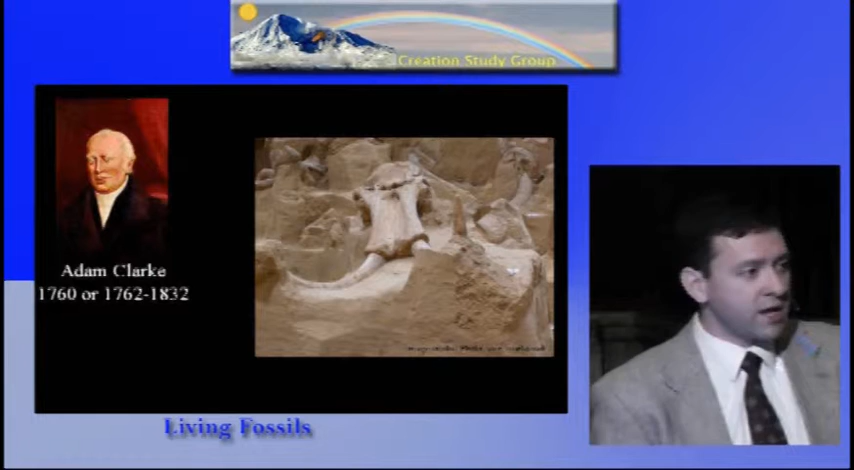 Creation Study Group
Adam Clarke
1760 or 1762-1832
Living Fossils